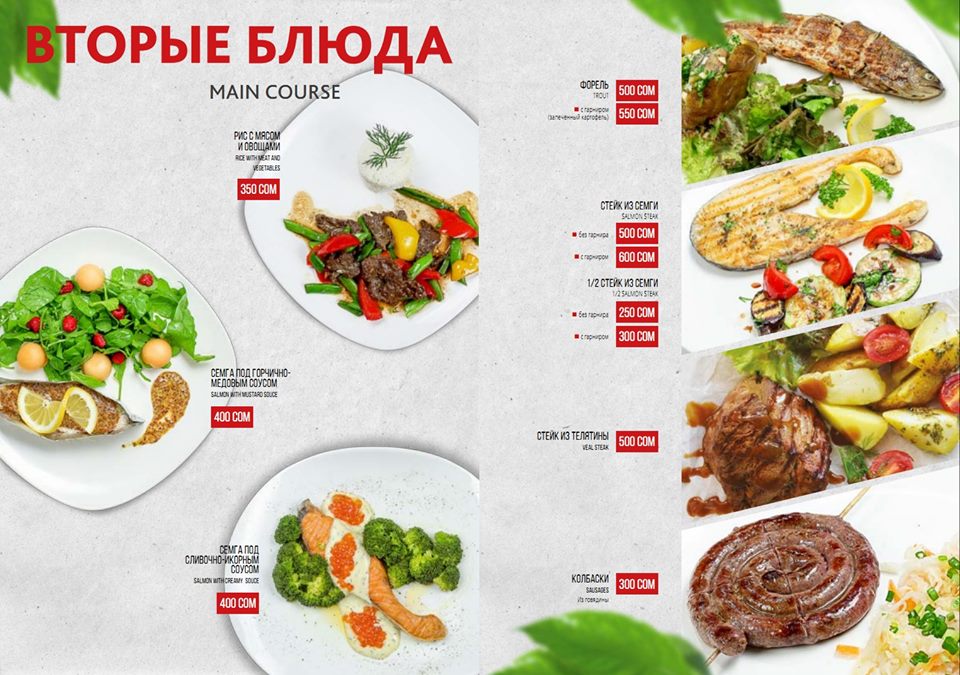 ВТОРЫЕ БЛЮДА
MAIN COURSE
РИС С МЯСОМ
И ОВОЩАМИ
RICE WITH MEAT AND
VEGETABLES
350 СОМ
СЕМГА ПОД ГОРЧИЧНО-
МЕДОВЫМ СОУСОМ
SALMON WITH MUSTARD SOUCE
400 СОМ
СЕМГА ПОД
СЛИВОЧНО-ИКОРНЫМ
СОУСОМ
SALMON WITH CREAMY SOUCE
400 СОМ
ФОРЕЛЬ 500 СОМ
TROUT
с гарниром 550 СОМ
(запеченный картофель)
СТЕЙК ИЗ СЕМГИ
SALMON STEAK
без гарнира 500 СОМ
с гарниром 600 СОМ
1/2 СТЕЙК ИЗ СЕМГИ
1/2 SALMON STEAK
без гарнира 250 СОМ
с гарниром 300 СОМ
СТЕЙК ИЗ ТЕЛЯТИНЫ 500 СОМ
VEAL STEAK
КОЛБАСКИ 300 СОМ
SAUSAGES
Из говядины